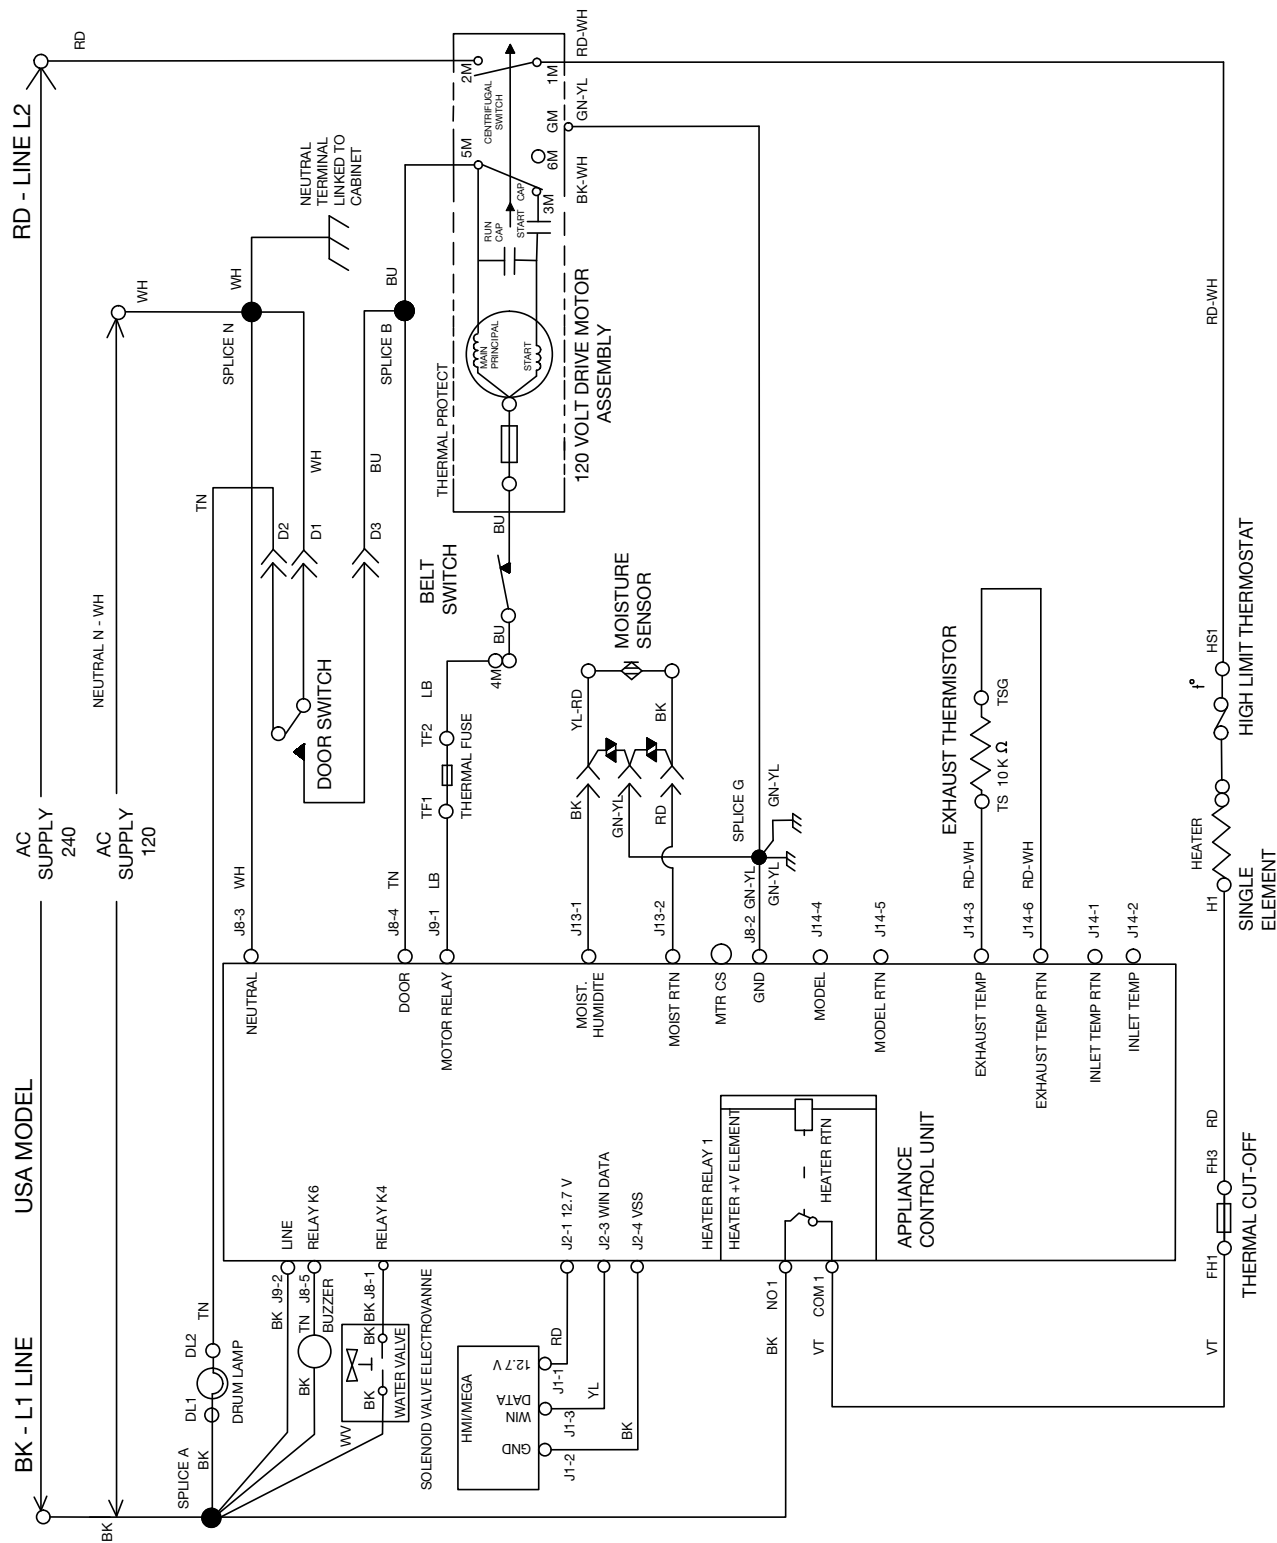 BK - L1 LINE
USA MODEL
AC
SUPPLY
240
RD - LINE L2
RD
BK
AC
SUPPLY
120
NEUTRAL N - WH
WH
SPLICE A
BK
DL1
DRUM LAMP
DL2
TN
TN
SPLICE N
WH
NEUTRAL
TERMINAL
LINKED TO
CABINET
DOOR SWITCH
D2
D1
WH
D3
BU
SPLICE B
BU
NEUTRAL
J8-3
WH
DOOR
J8-4
TN
MOTOR RELAY
J9-1
LB
TF1
TF2
THERMAL FUSE
LB
4M
BU
BELT
SWITCH
BU
THERMAL PROTECT
MAIN
PRINCIPAL
START
RUN
CAP
START CAP
5M
CENTRIFUGAL
SWITCH
2M
3M
6M
GM
1M
BK-WH
GN-YL
RD-WH
120 VOLT DRIVE MOTOR
ASSEMBLY
LINE
BK J9-2
RELAY K6
TN J8-5
BUZZER
BK
RELAY K4
BK J8-1
BK
BK
WATER VALVE
WV
SOLENOID VALVE ELECTROVANNE
HMI/MEGA
12.7 V
WIN
DATA
GND
J1-1
J1-3
J1-2
RD
YL
BK
J2-1 12.7 V
J2-3 WIN DATA
J2-4 VSS
MOIST.
HUMIDITE
J13-1
BK
YL-RD
MOISTURE
SENSOR
GN-YL
BK
RD
MOIST RTN
J13-2
MTR CS
GND
J8-2
GN-YL
GN-YL
SPLICE G
GN-YL
MODEL
J14-4
MODEL RTN
J14-5
HEATER RELAY 1
HEATER +V ELEMENT
HEATER RTN
APPLIANCE
CONTROL UNIT
NO 1
BK
COM 1
VT
EXHAUST TEMP
J14-3
RD-WH
EXHAUST THERMISTOR
TS
10 K Ω
TSG
EXHAUST TEMP RTN
J14-6
RD-WH
INLET TEMP RTN
J14-1
INLET TEMP
J14-2
VT
FH1
FH3
THERMAL CUT-OFF
RD
H1
HEATER
SINGLE
ELEMENT
t°
HS1
HIGH LIMIT THERMOSTAT
RD-WH